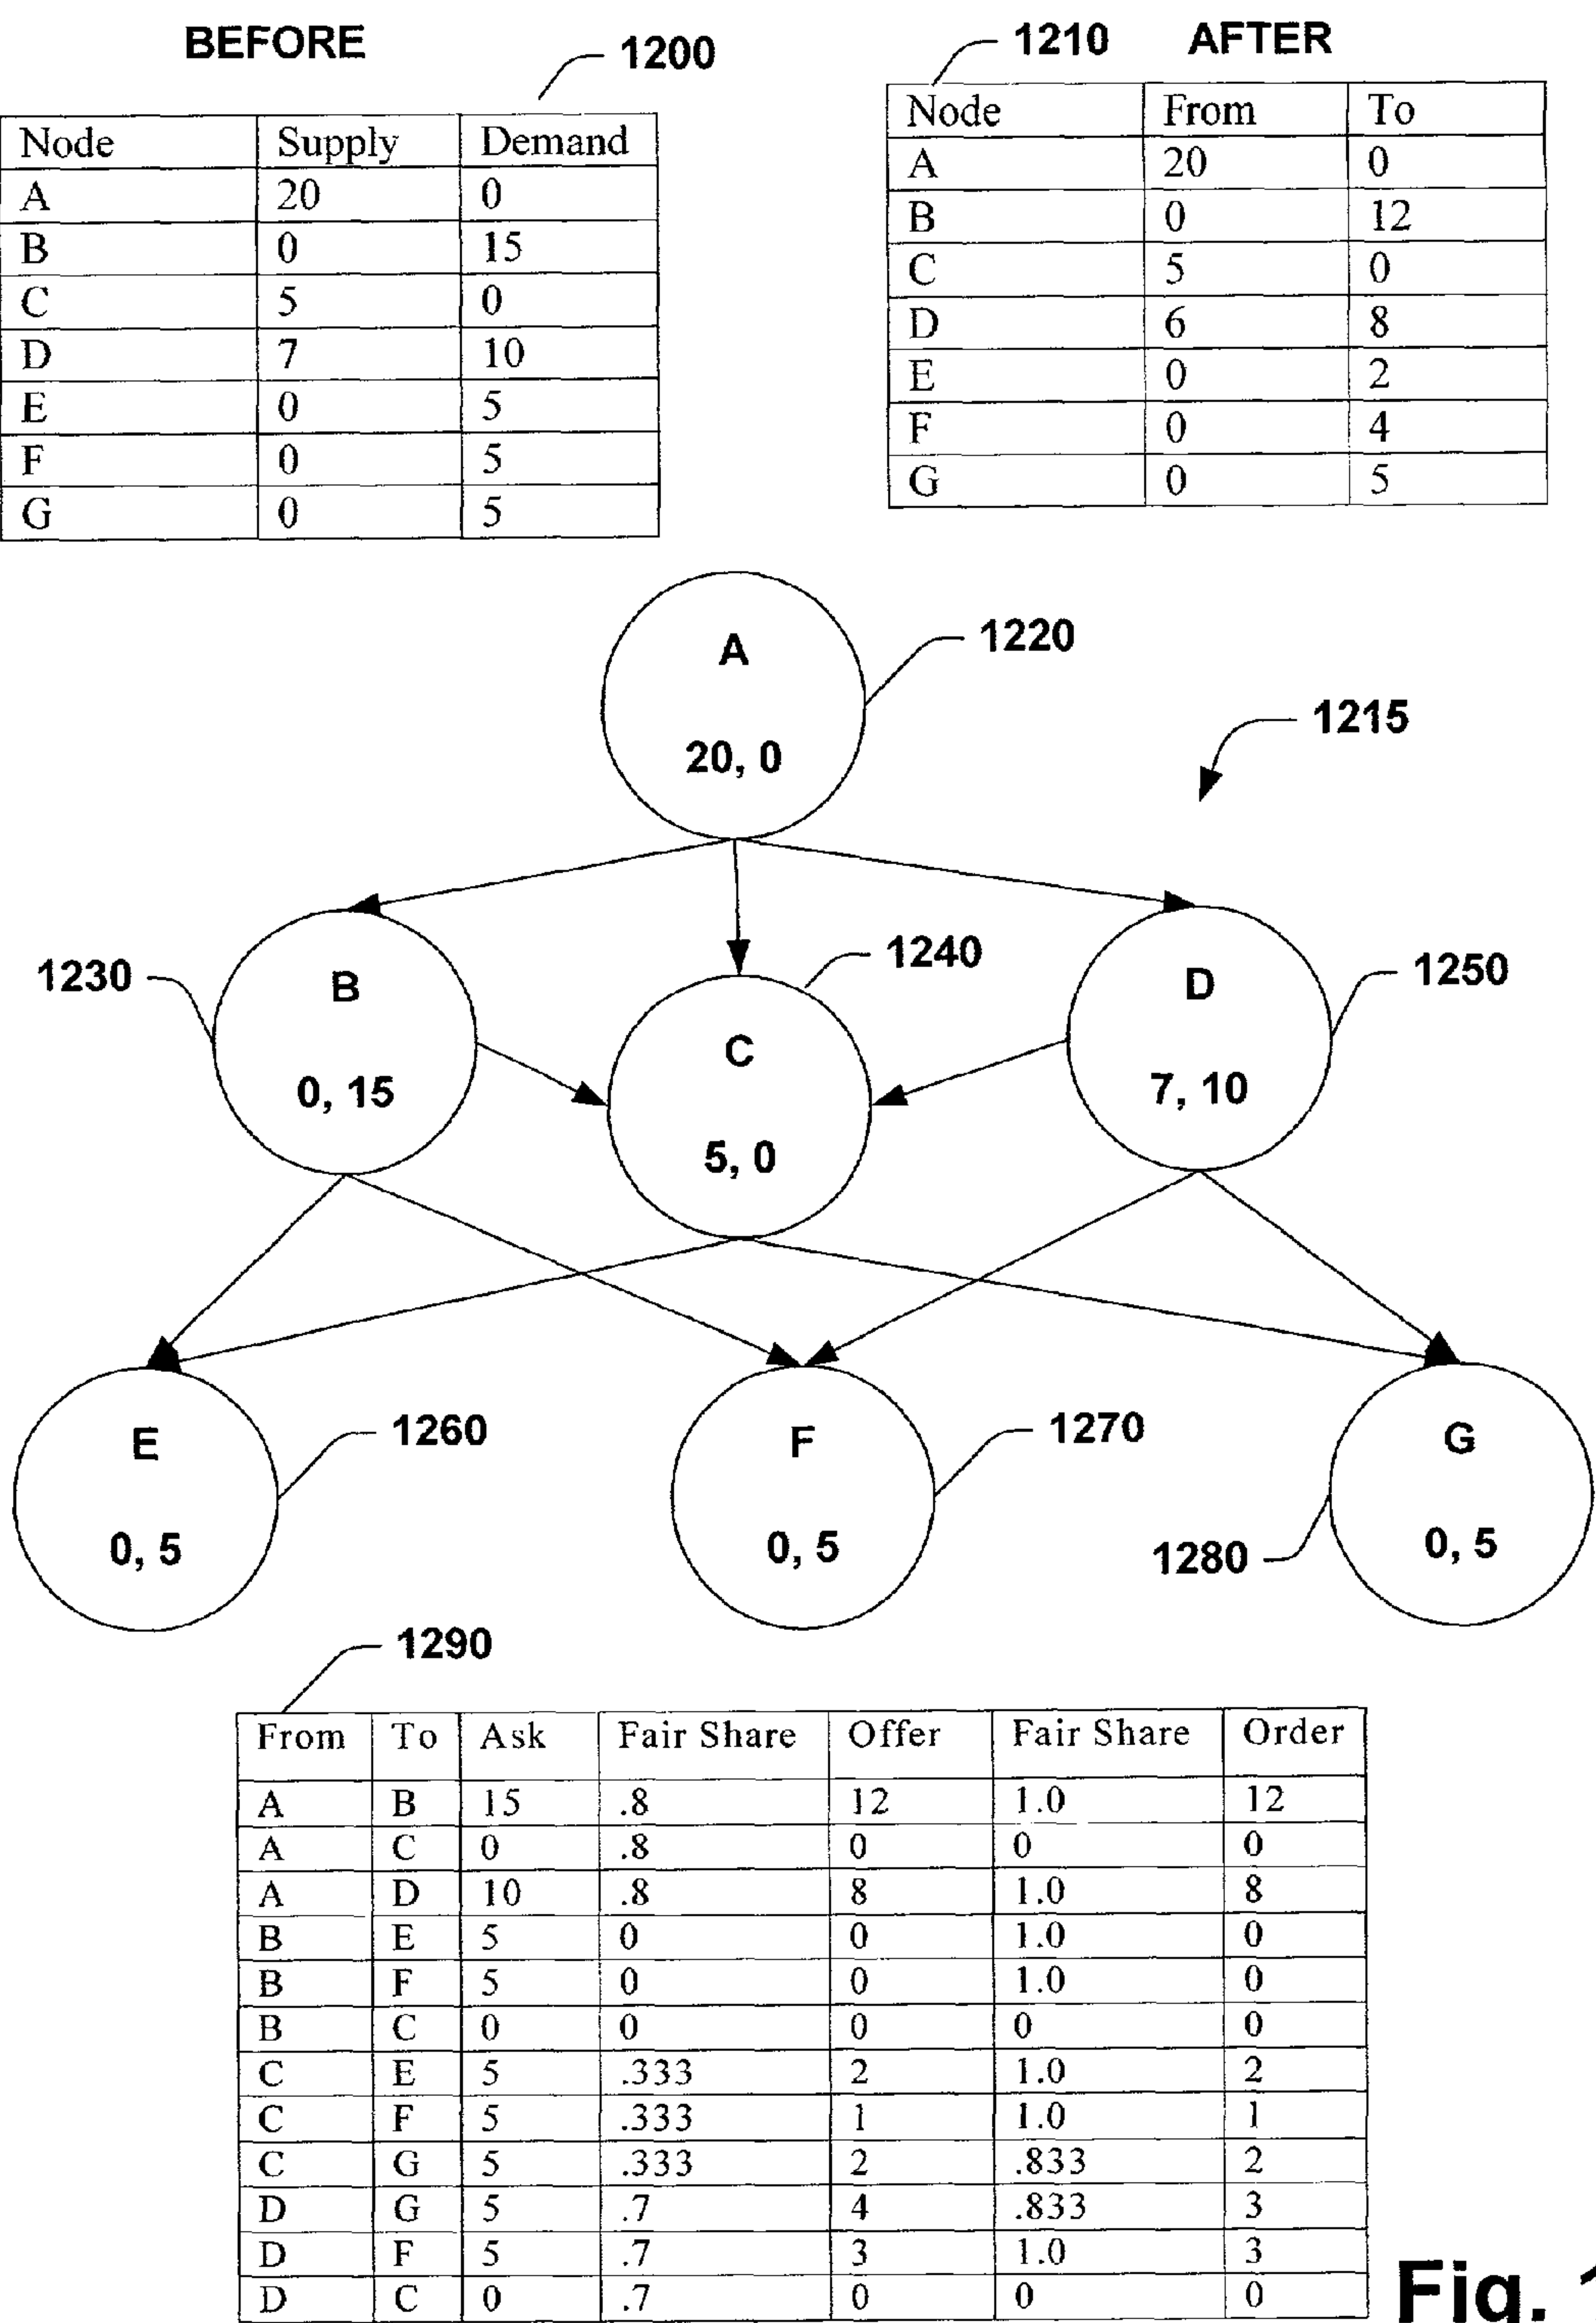 BEFORE
1200
Node Supply Demand
A 20 0
B 0 15
C 5 0
D 7 10
E 0 5
F 0 5
G 0 5
1210 AFTER
Node From To
A 20 0
B 0 12
C 5 0
D 6 8
E 0 2
F 0 4
G 0 5
A
20, 0
1220
1215
1230
B
0, 15
1240
C
5, 0
D
7, 10
1250
E
0, 5
1260
F
0, 5
1270
G
0, 5
1280
1290
From To Ask Fair Share Offer Fair Share Order
A B 15 .8 12 1.0 12
A C 0 .8 0 0 0
A D 10 .8 8 1.0 8
B E 5 0 0 1.0 0
B F 5 0 0 1.0 0
B C 0 0 0 0 0
C E 5 .333 2 1.0 2
C F 5 .333 1 1.0 1
C G 5 .333 2 .833 2
D G 5 .7 4 .833 3
D F 5 .7 3 1.0 3
D C 0 .7 0 0 0
Fig.